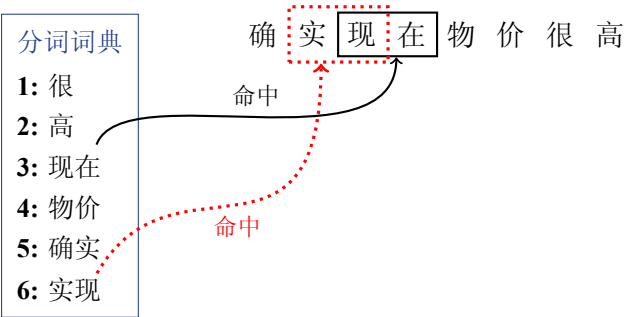 确 实 现 在 物 价 很 高
分词词典
1: 很
2: 高
3: 现在
4: 物价
5: 确实
6: 实现
命中
命中